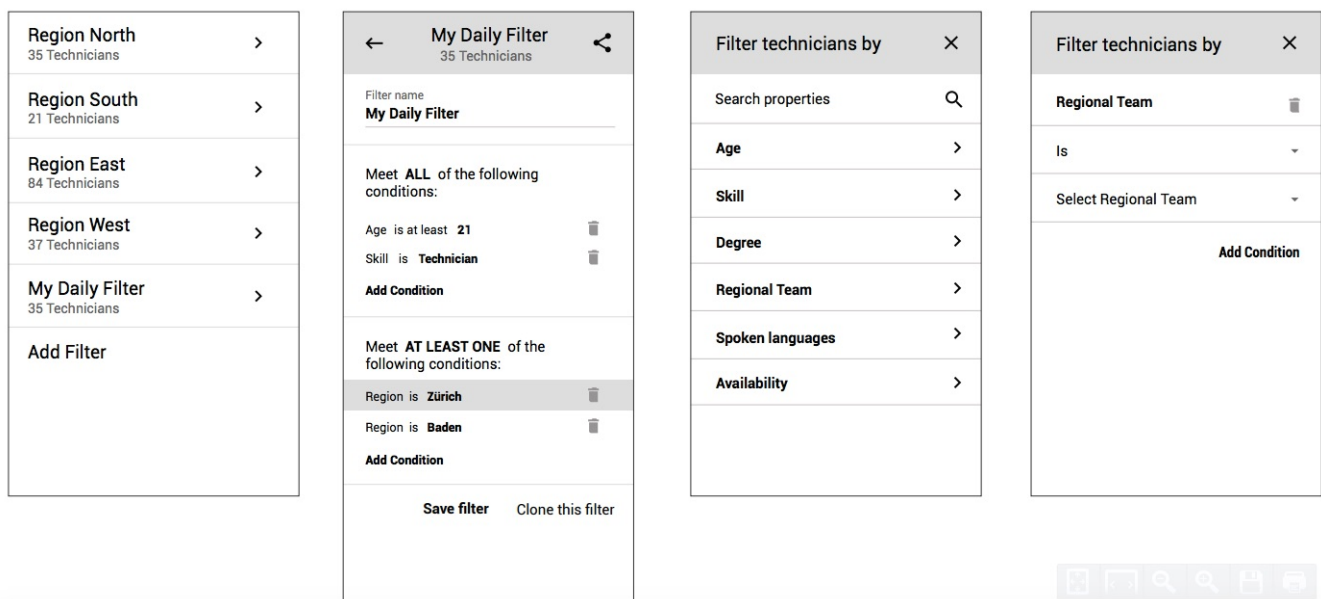 Region North
35 Technicians
Region South
21 Technicians
Region East
84 Technicians
Region West
37 Technicians
My Daily Filter
35 Technicians
Add Filter
My Daily Filter
35 Technicians
Filter name
My Daily Filter
Meet ALL of the following
conditions:
Age is at least 21
Skill is Technician
Add Condition
Meet AT LEAST ONE of the
following conditions:
Region is Zürich
Region is Baden
Add Condition
Save filter Clone this filter
Filter technicians by
Search properties
Age
Skill
Degree
Regional Team
Spoken languages
Availability
Filter technicians by
Regional Team
Is
Select Regional Team
Add Condition